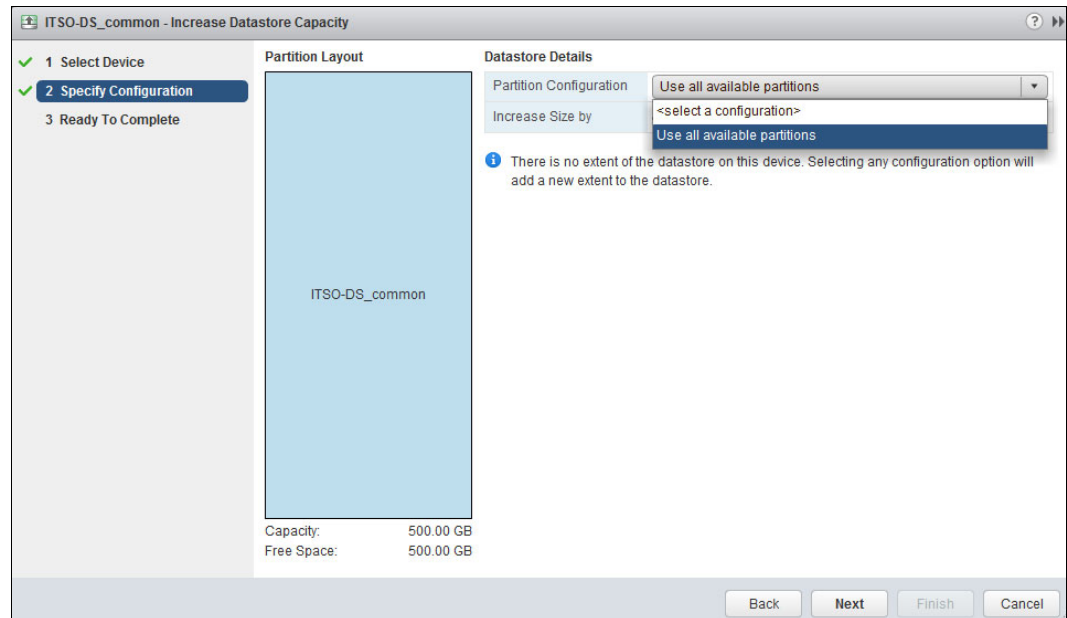 ITSO-DS_common - Increase Datastore Capacity
?
1 Select Device
2 Specify Configuration
3 Ready To Complete
Partition Layout
ITSO-DS_common
Capacity: 500.00 GB
Free Space: 500.00 GB
Datastore Details
Partition Configuration Use all available partitions
Increase Size by
<select a configuration>
Use all available partitions
There is no extent of the datastore on this device. Selecting any configuration option will
add a new extent to the datastore.
Back Next Finish Cancel